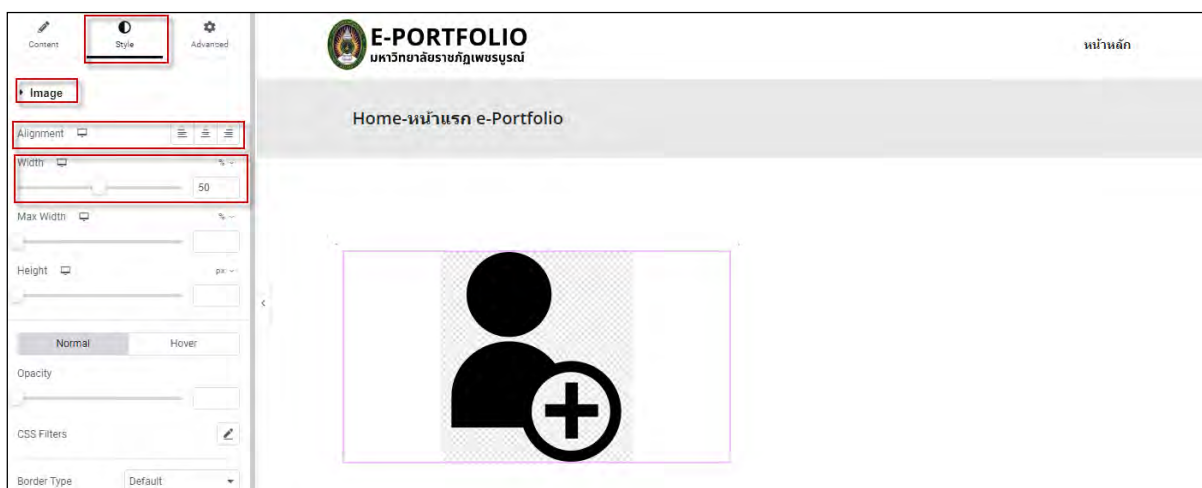 Content
Style
Advanced
Image
Alignment
Width
%
50
Max Width
%
Height
px
Normal
Hover
Opacity
CSS Filters
Border Type
Default
E-PORTFOLIO
มหาวิทยาลัยราชภัฏเพชรบูรณ์
หน้าหลัก
Home-หน้าแรก e-Portfolio